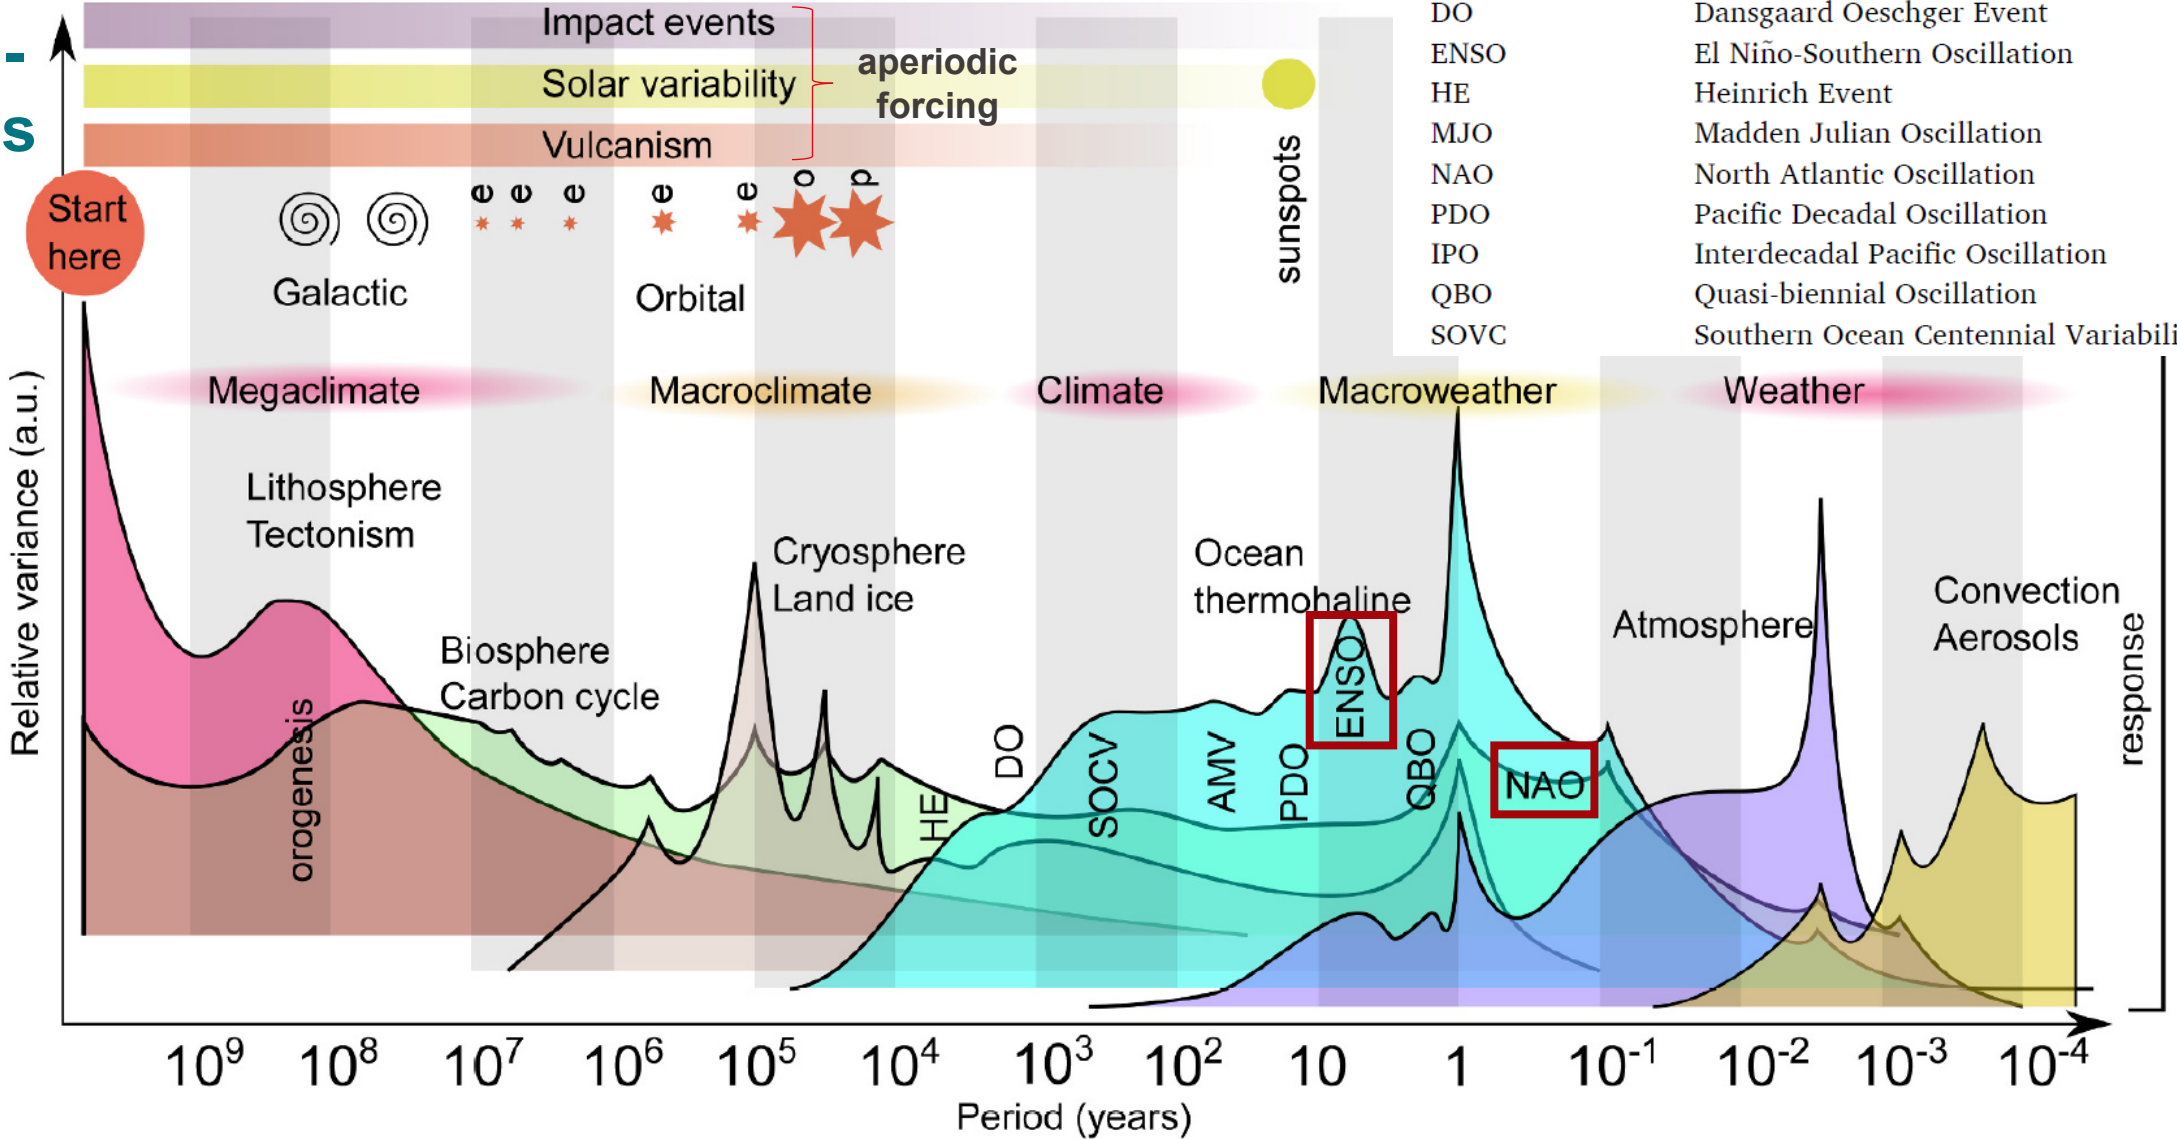 -
s
Impact events
Solar variability
Vulcanism
aperiodic
forcing
sunspots
DO Dansgaard Oeschger Event
ENSO El Niño-Southern Oscillation
HE Heinrich Event
MJO Madden Julian Oscillation
NAO North Atlantic Oscillation
PDO Pacific Decadal Oscillation
IPO Interdecadal Pacific Oscillation
QBO Quasi-biennial Oscillation
SOVC Southern Ocean Centennial Variabili
Start
here
e e e e e o p
Galactic
Orbital
Megaclimate
Macroclimate
Climate
Macroweather
Weather
Relative variance (a.u.)
Lithosphere
Tectonism
orogenesis
Biosphere
Carbon cycle
Cryosphere
Land ice
HE
DO
SOCV
AMV
PDO
Ocean
thermohaline
ENSO
QBO
NAO
Atmosphere
Convection
Aerosols
response
10⁹ 10⁸ 10⁷ 10⁶ 10⁵ 10⁴ 10³ 10² 10 1 10⁻¹ 10⁻² 10⁻³ 10⁻⁴
Period (years)